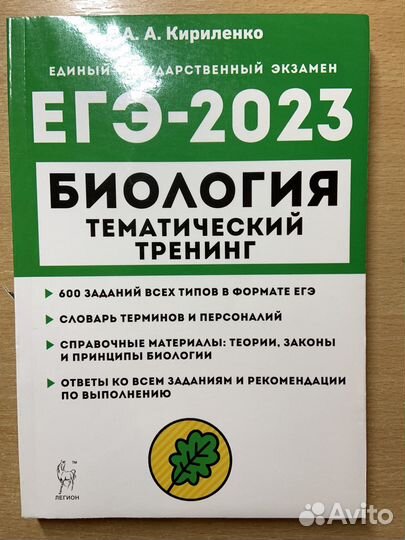 А. А. Кириленко
ЕДИНЫЙ ГОСУДАРСТВЕННЫЙ ЭКЗАМЕН
ЕГЭ-2023
БИОЛОГИЯ
ТЕМАТИЧЕСКИЙ
ТРЕНИНГ
600 ЗАДАНИЙ ВСЕХ ТИПОВ В ФОРМАТЕ ЕГЭ
СЛОВАРЬ ТЕРМИНОВ И ПЕРСОНАЛИЙ
СПРАВОЧНЫЕ МАТЕРИАЛЫ: ТЕОРИИ, ЗАКОНЫ
И ПРИНЦИПЫ БИОЛОГИИ
ОТВЕТЫ КО ВСЕМ ЗАДАНИЯМ И РЕКОМЕНДАЦИИ
ПО ВЫПОЛНЕНИЮ
TM
ЛЕГИОН
Avito